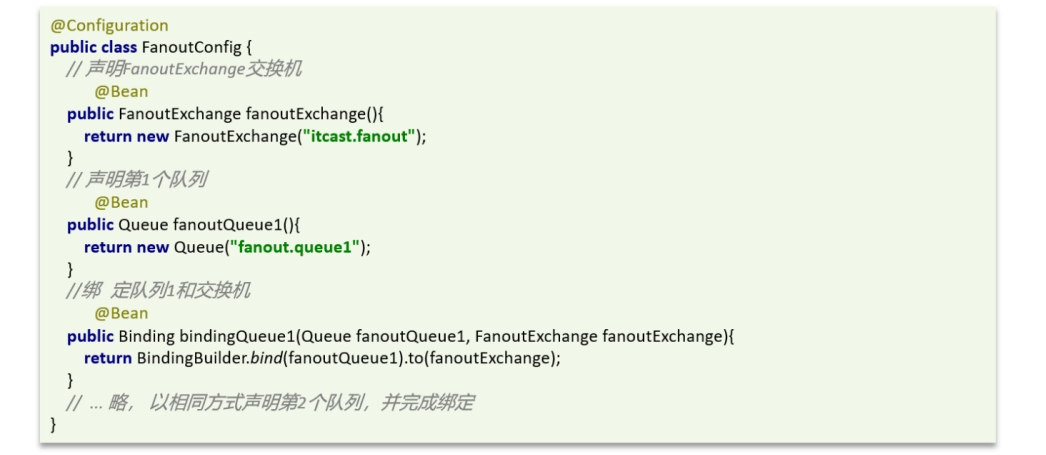 @Configuration
public class FanoutConfig {
// 声明FanoutExchange交换机
@Bean
public FanoutExchange fanoutExchange(){
return new FanoutExchange("itcast.fanout");
}
// 声明第1个队列
@Bean
public Queue fanoutQueue1(){
return new Queue("fanout.queue1");
}
//绑 定队列1和交换机
@Bean
public Binding bindingQueue1(Queue fanoutQueue1, FanoutExchange fanoutExchange){
return BindingBuilder.bind(fanoutQueue1).to(fanoutExchange);
}
// ... 略，以相同方式声明第2个队列，并完成绑定
}